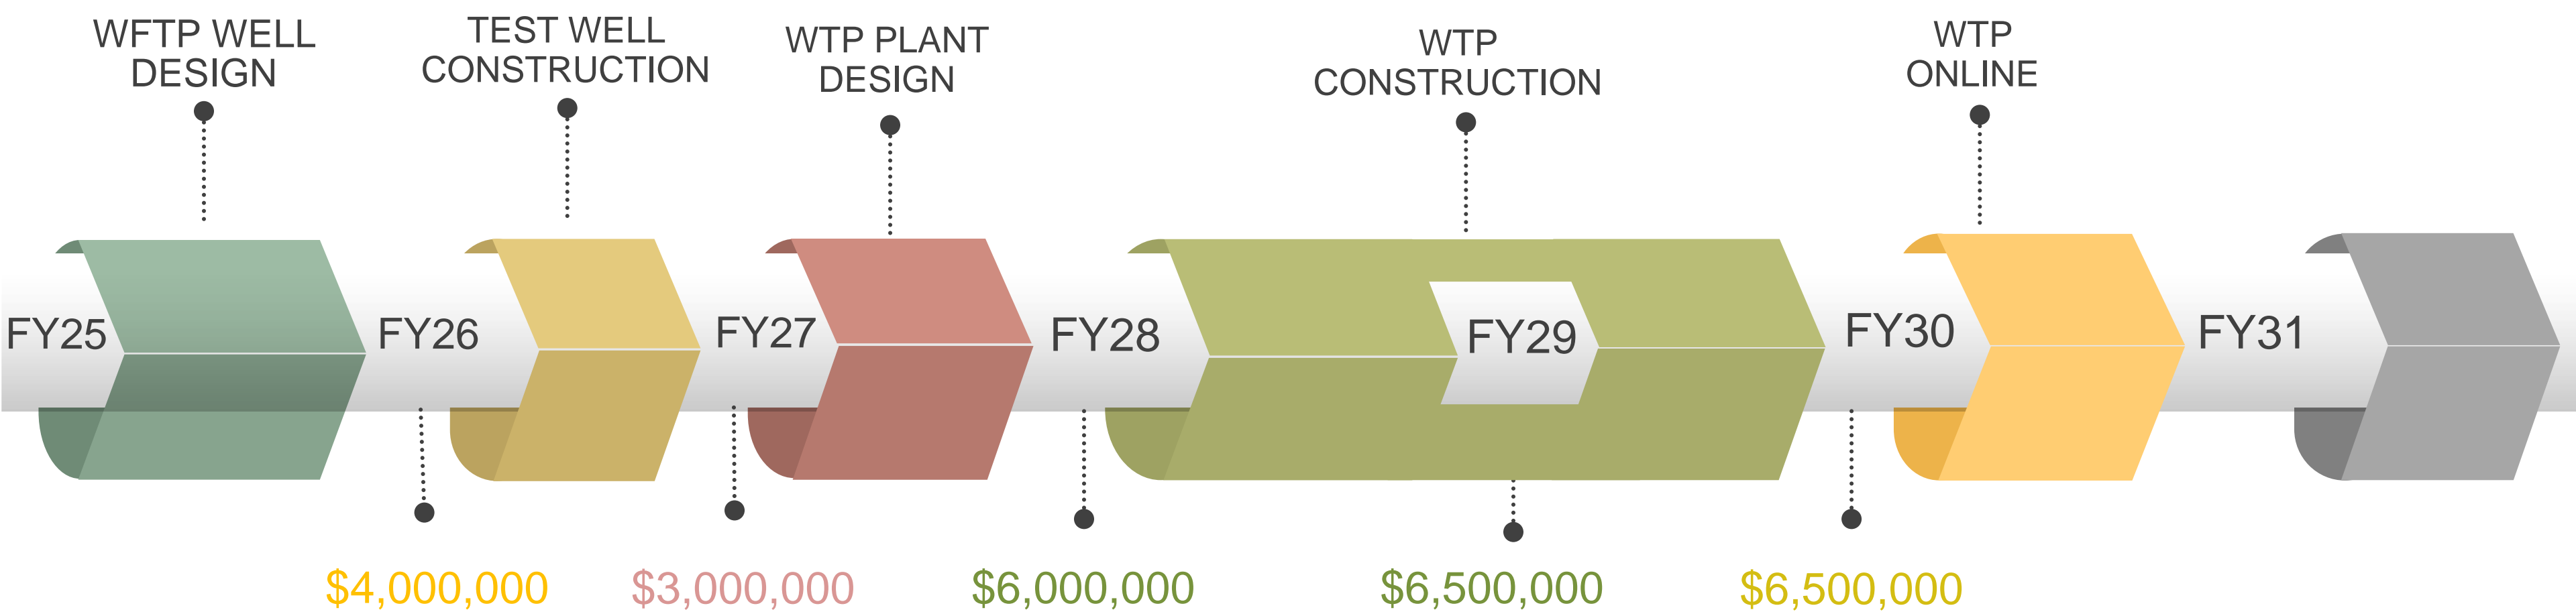 WFTP WELL
DESIGN
TEST WELL
CONSTRUCTION
WTP PLANT
DESIGN
WTP
CONSTRUCTION
WTP
ONLINE
FY25
FY26
FY27
FY28
FY29
FY30
FY31
$4,000,000
$3,000,000
$6,000,000
$6,500,000
$6,500,000